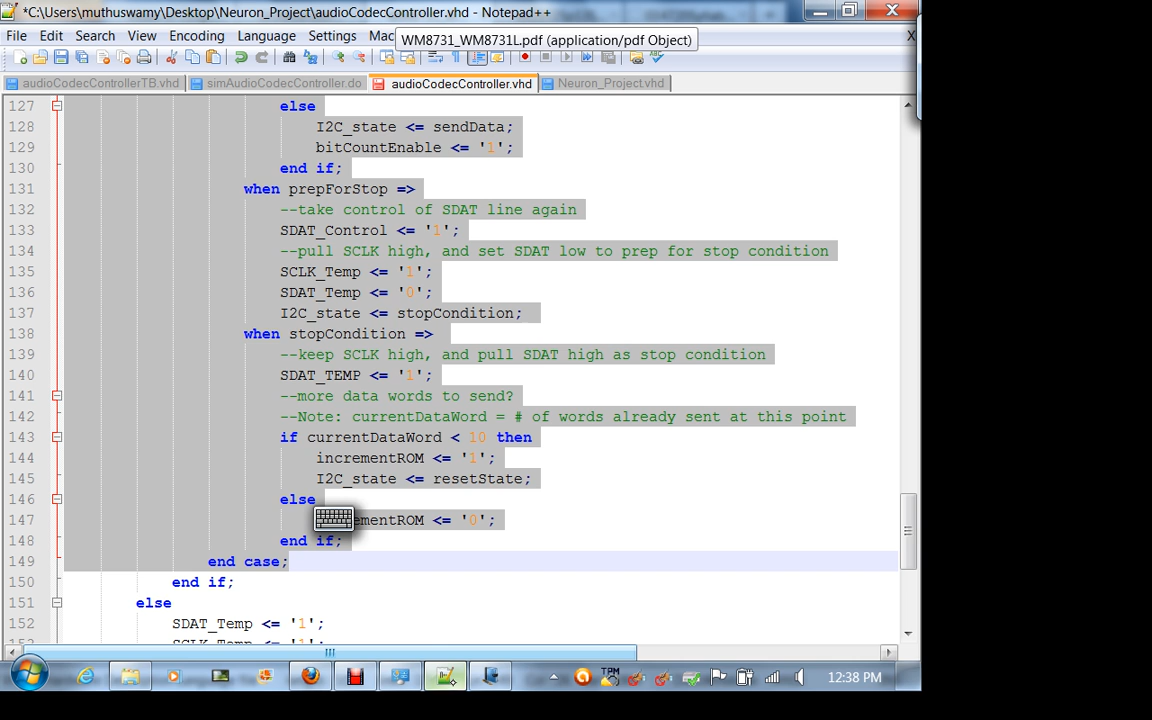 *C:\Users\muthuswamy\Desktop\Neuron_Project\audioCodecController.vhd - Notepad++
File Edit Search View Encoding Language Settings Mac
WM8731_WM8731L.pdf (application/pdf Object)
X
audioCodecControllerTB.vhd simAudioCodecController.do audioCodecController.vhd Neuron_Project.vhd
127 else
128 I2C_state <= sendData;
129 bitCountEnable <= '1';
130 end if;
131 when prepForStop =>
132 --take control of SDAT line again
133 SDAT_Control <= '1';
134 --pull SCLK high, and set SDAT low to prep for stop condition
135 SCLK_Temp <= '1';
136 SDAT_Temp <= '0';
137 I2C_state <= stopCondition;
138 when stopCondition =>
139 --keep SCLK high, and pull SDAT high as stop condition
140 SDAT_TEMP <= '1';
141 --more data words to send?
142 --Note: currentDataWord = # of words already sent at this point
143 if currentDataWord < 10 then
144 incrementROM <= '1';
145 I2C_state <= resetState;
146 else
147 ementROM <= '0';
148 end if;
149 end case;
150 end if;
151 else
152 SDAT_Temp <= '1';
TPM
12:38 PM